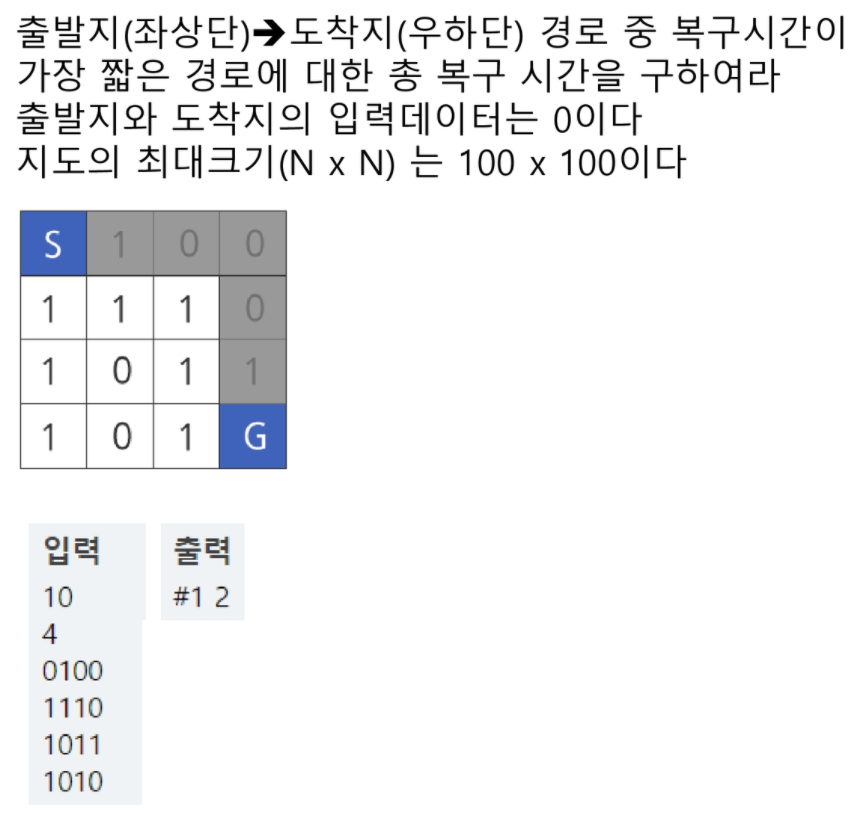 출발지(좌상단)➔도착지(우하단) 경로 중 복구시간이
가장 짧은 경로에 대한 총 복구 시간을 구하여라
출발지와 도착지의 입력데이터는 0이다
지도의 최대크기(N x N) 는 100 x 100이다
S 1 0 0
1 1 1 0
1 0 1 1
1 0 1 G
입력 출력
10 #1 2
4
0100
1110
1011
1010